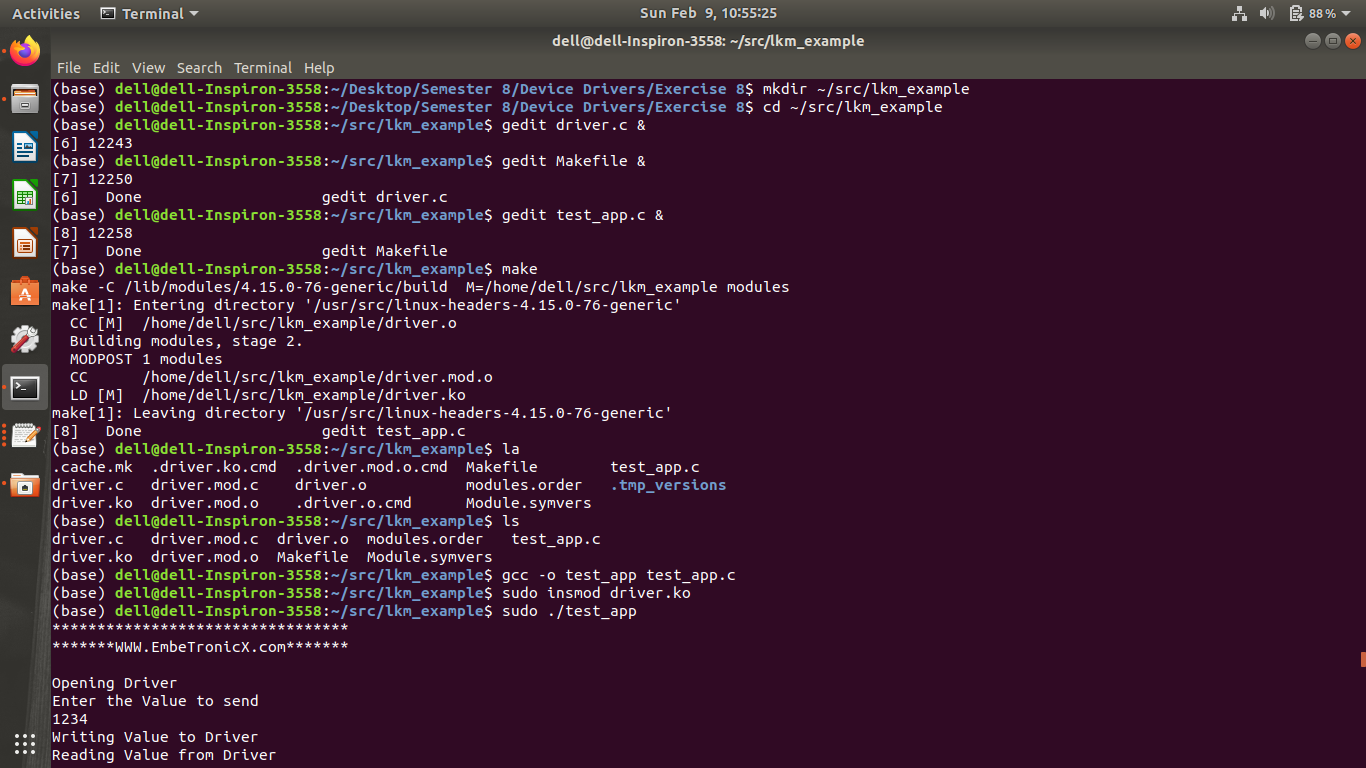 Activities Terminal Sun Feb 9, 10:55:25 88%
dell@dell-Inspiron-3558: ~/src/lkm_example
File Edit View Search Terminal Help
(base) dell@dell-Inspiron-3558:~/Desktop/Semester 8/Device Drivers/Exercise 8$ mkdir ~/src/lkm_example
(base) dell@dell-Inspiron-3558:~/Desktop/Semester 8/Device Drivers/Exercise 8$ cd ~/src/lkm_example
(base) dell@dell-Inspiron-3558:~/src/lkm_example$ gedit driver.c &
[6] 12243
(base) dell@dell-Inspiron-3558:~/src/lkm_example$ gedit Makefile &
[7] 12250
[6]   Done                    gedit driver.c
(base) dell@dell-Inspiron-3558:~/src/lkm_example$ gedit test_app.c &
[8] 12258
[7]   Done                    gedit Makefile
(base) dell@dell-Inspiron-3558:~/src/lkm_example$ make
make -C /lib/modules/4.15.0-76-generic/build  M=/home/dell/src/lkm_example modules
make[1]: Entering directory '/usr/src/linux-headers-4.15.0-76-generic'
  CC [M]  /home/dell/src/lkm_example/driver.o
  Building modules, stage 2.
  MODPOST 1 modules
  CC      /home/dell/src/lkm_example/driver.mod.o
  LD [M]  /home/dell/src/lkm_example/driver.ko
make[1]: Leaving directory '/usr/src/linux-headers-4.15.0-76-generic'
[8]   Done                    gedit test_app.c
(base) dell@dell-Inspiron-3558:~/src/lkm_example$ la
.cache.mk  .driver.ko.cmd  .driver.mod.o.cmd  Makefile        test_app.c
driver.c   driver.mod.c    driver.o           modules.order   .tmp_versions
driver.ko  driver.mod.o    .driver.o.cmd      Module.symvers
(base) dell@dell-Inspiron-3558:~/src/lkm_example$ ls
driver.c   driver.mod.c  driver.o  modules.order   test_app.c
driver.ko  driver.mod.o  Makefile  Module.symvers
(base) dell@dell-Inspiron-3558:~/src/lkm_example$ gcc -o test_app test_app.c
(base) dell@dell-Inspiron-3558:~/src/lkm_example$ sudo insmod driver.ko
(base) dell@dell-Inspiron-3558:~/src/lkm_example$ sudo ./test_app
*********************************
*******WWW.EmbeTronicX.com*******
Opening Driver
Enter the Value to send
1234
Writing Value to Driver
Reading Value from Driver